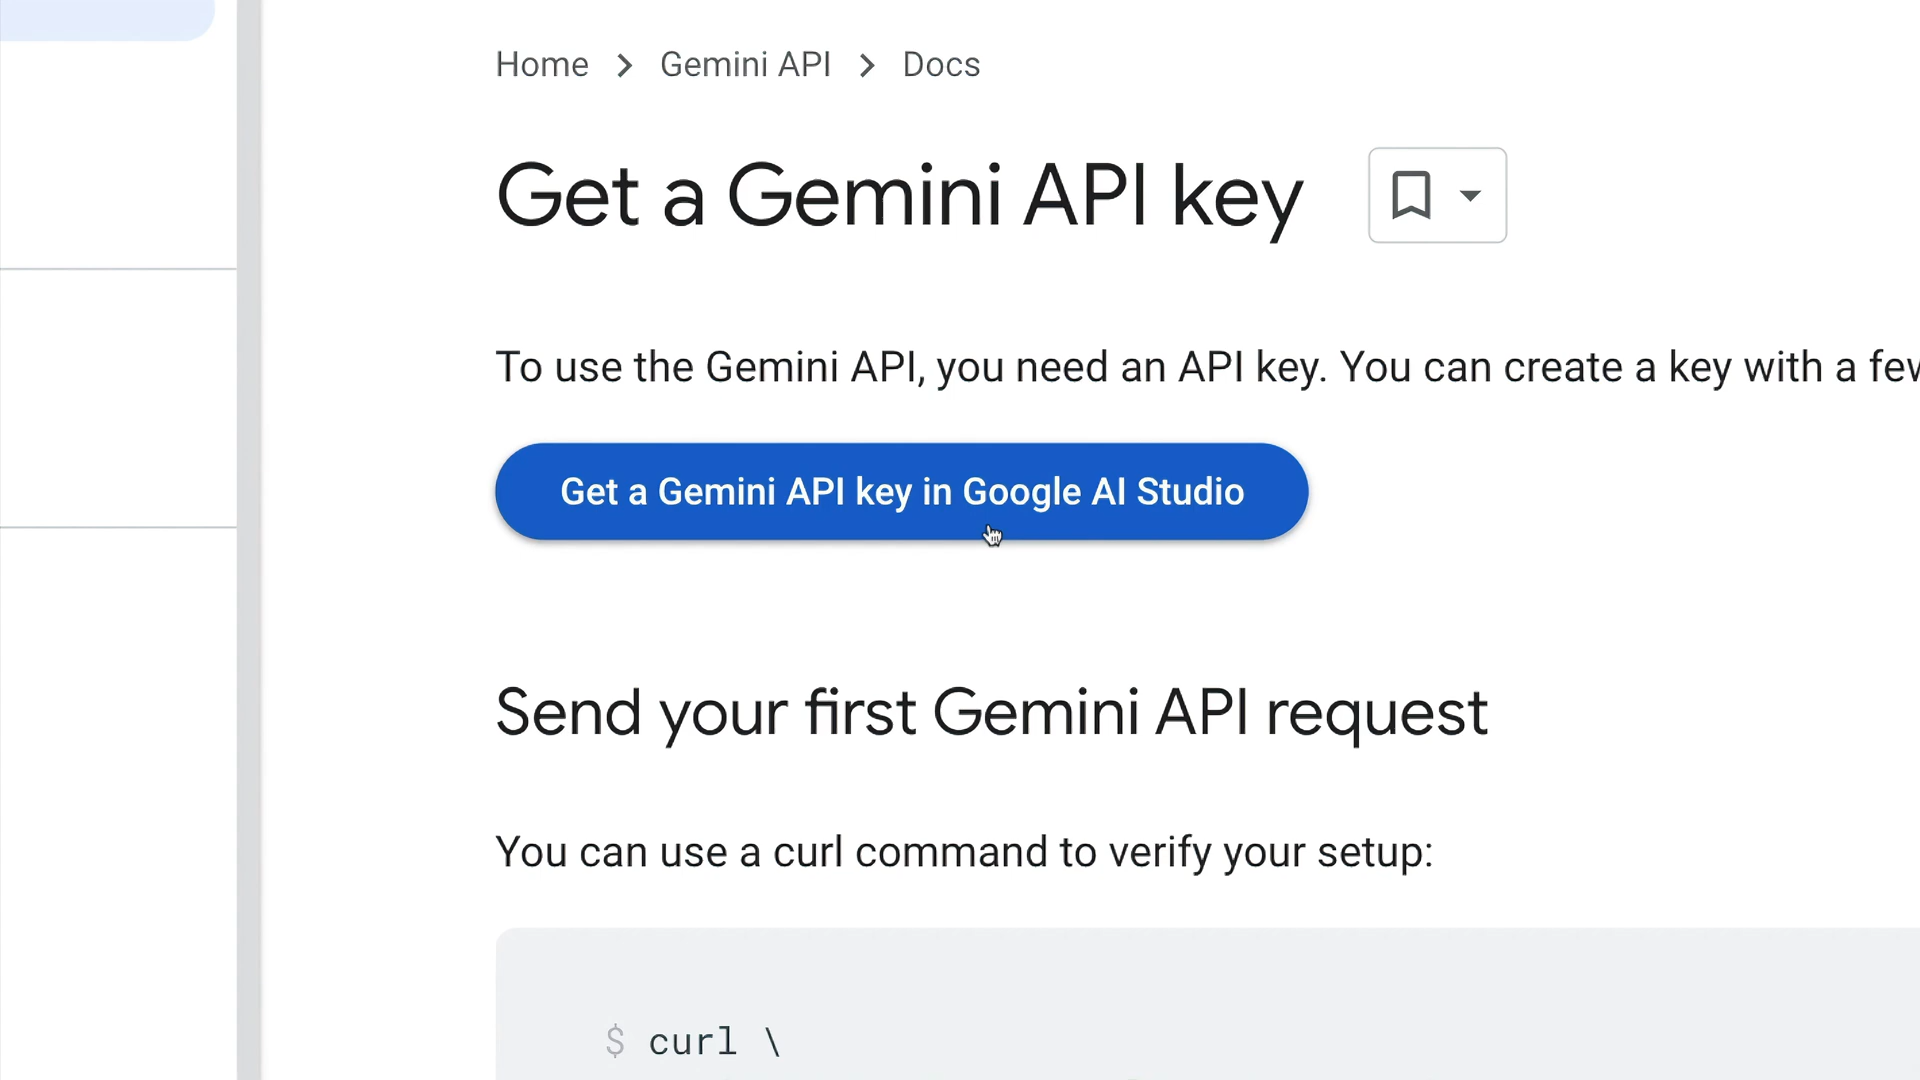 Home > Gemini API > Docs
Get a Gemini API key
To use the Gemini API, you need an API key. You can create a key with a few
Get a Gemini API key in Google AI Studio
Send your first Gemini API request
You can use a curl command to verify your setup:
$ curl \